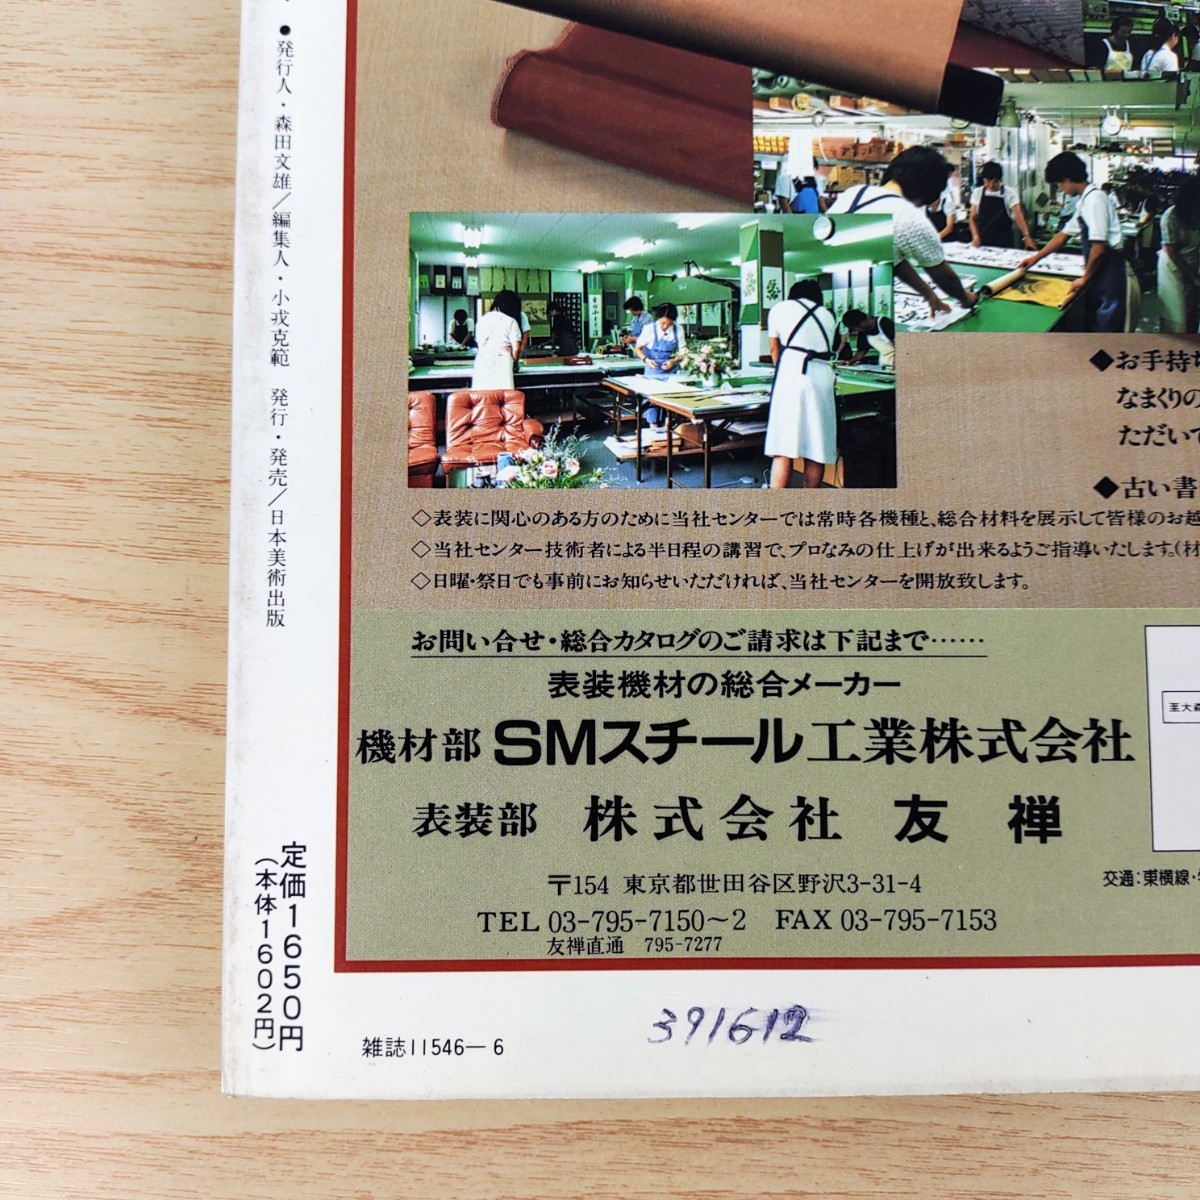 ●発行人・森田文雄/編集人・小戎克範　発行・発売/日本美術出版
定価1650円
(本体1602円)
◆お手持
なまくりの
ただいて
◆古い書
◇表装に関心のある方のために当社センターでは常時各機種と、総合材料を展示して皆様のお越
◇当社センター技術者による半日程の講習で、プロなみの仕上げが出来るようご指導いたします。(材
◇日曜・祭日でも事前にお知らせいただければ、当社センターを開放致します。
お問い合せ・総合カタログのご請求は下記まで……
表装機材の総合メーカー
機材部 SMスチール工業株式会社
表装部 株式会社 友禅
〒154 東京都世田谷区野沢3-31-4
TEL 03-795-7150〜2 FAX 03-795-7153
友禅直通 795-7277
至大森
交通:東横線・
雑誌11546-6
391612